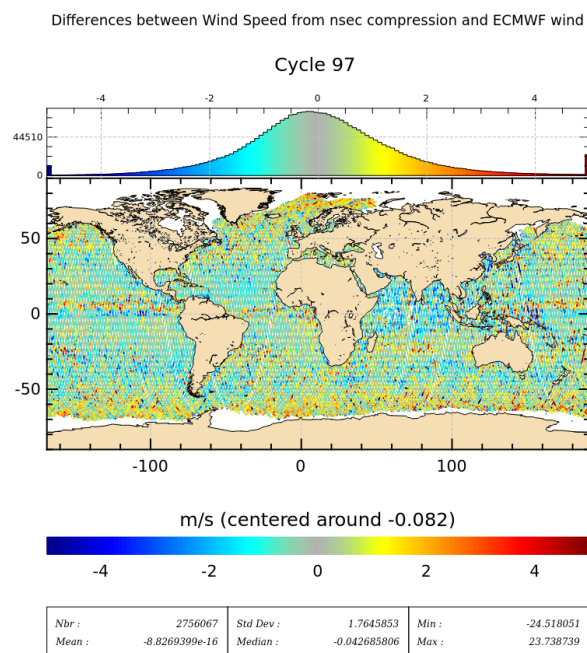 Differences between Wind Speed from nsec compression and ECMWF wind
Cycle 97
-4 -2 0 2 4
44510
0
50
0
-50
-100 0 100
m/s (centered around -0.082)
-4 -2 0 2 4
Nbr : 2756067 Std Dev : 1.7645853 Min : -24.518051
Mean : -8.8269399e-16 Median : -0.042685806 Max : 23.738739